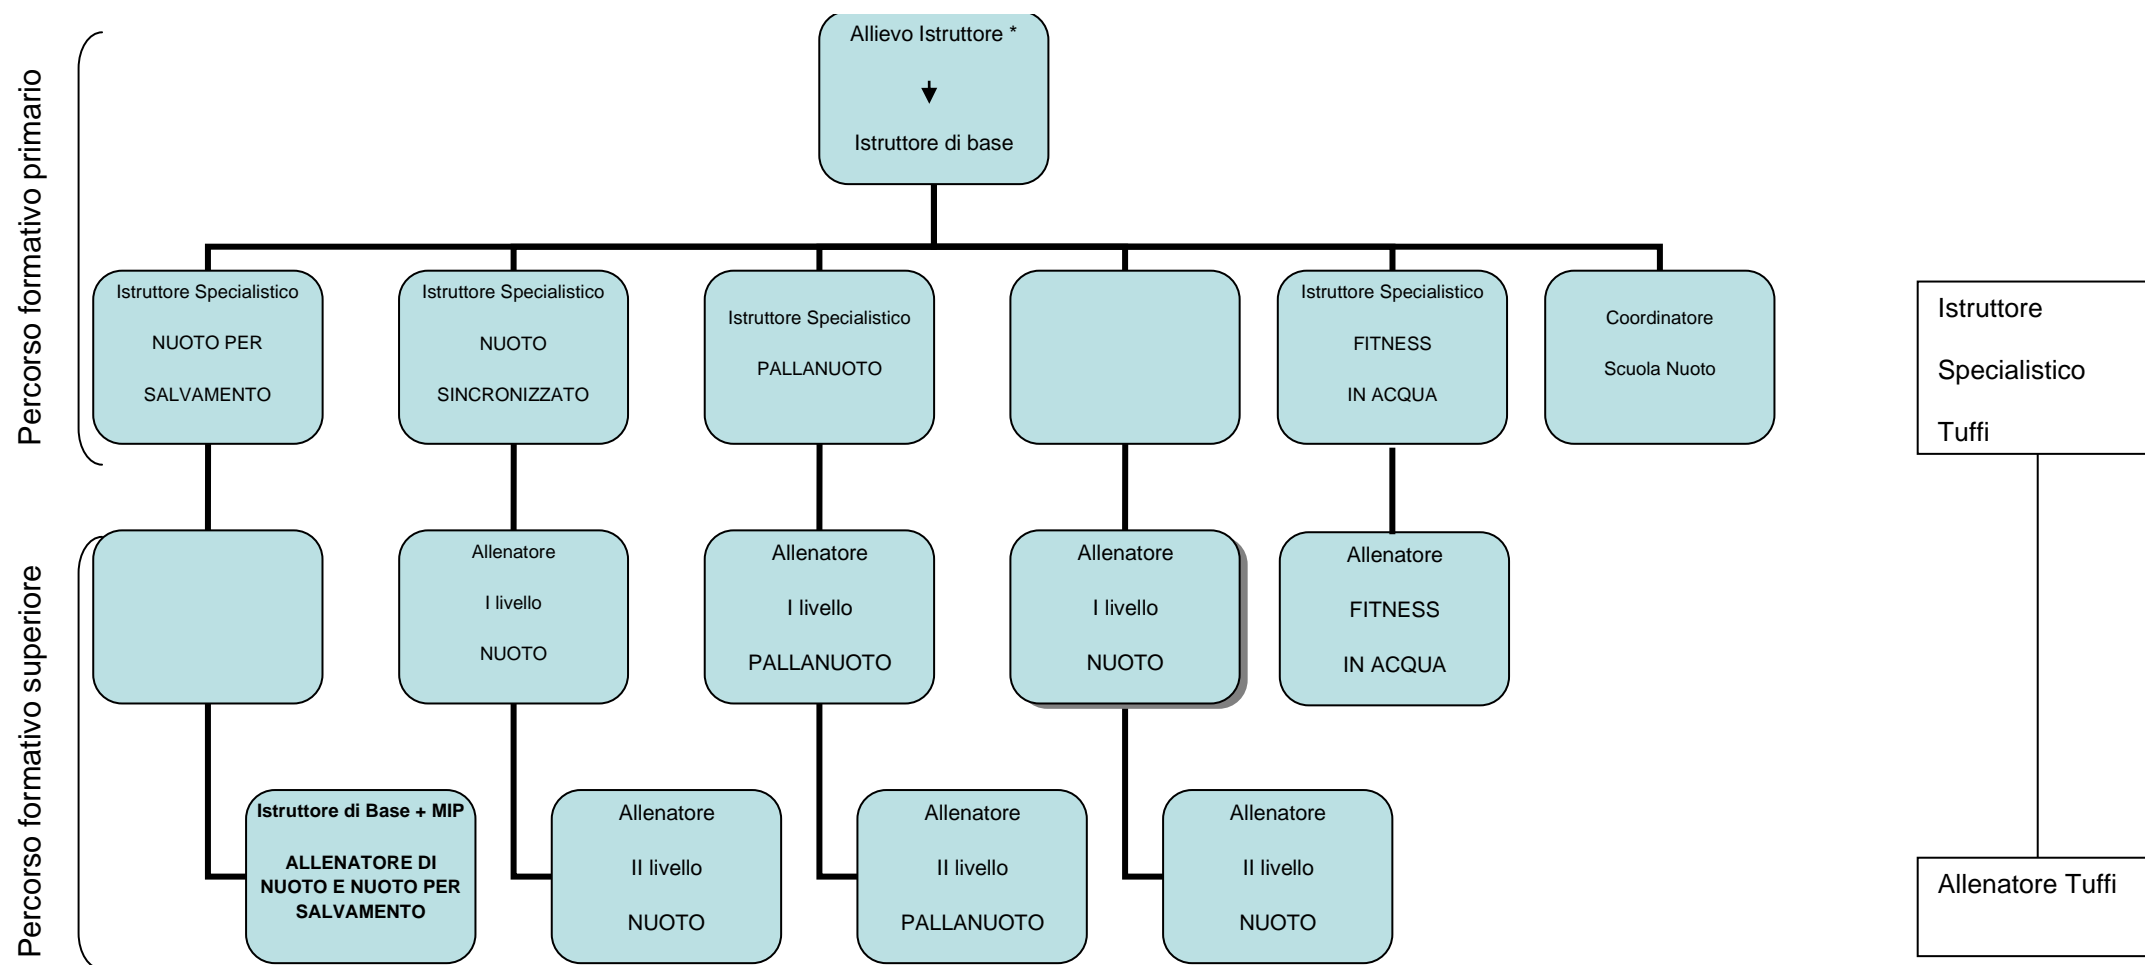 Percorso formativo primario
Allievo Istruttore *
Istruttore di base
Istruttore Specialistico
NUOTO PER
SALVAMENTO
Istruttore Specialistico
NUOTO
SINCRONIZZATO
Istruttore Specialistico
PALLANUOTO
Istruttore Specialistico
FITNESS
IN ACQUA
Coordinatore
Scuola Nuoto
Istruttore
Specialistico
Tuffi
Percorso formativo superiore
Allenatore
I livello
NUOTO
Allenatore
I livello
PALLANUOTO
Allenatore
I livello
NUOTO
Allenatore
FITNESS
IN ACQUA
Istruttore di Base + MIP
ALLENATORE DI
NUOTO E NUOTO PER
SALVAMENTO
Allenatore
II livello
NUOTO
Allenatore
II livello
PALLANUOTO
Allenatore
II livello
NUOTO
Allenatore Tuffi